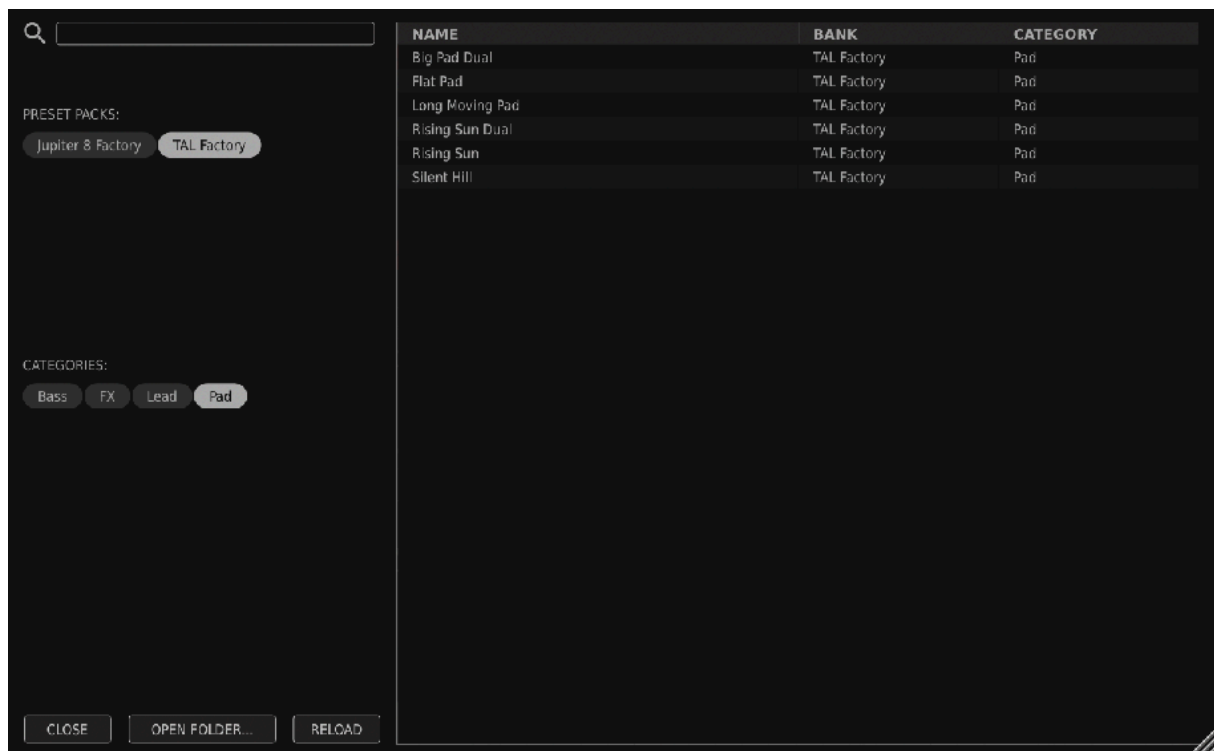 PRESET PACKS:
Jupiter 8 Factory TAL Factory
CATEGORIES:
Bass FX Lead Pad
CLOSE OPEN FOLDER... RELOAD
NAME BANK CATEGORY
Big Pad Dual TAL Factory Pad
Flat Pad TAL Factory Pad
Long Moving Pad TAL Factory Pad
Rising Sun Dual TAL Factory Pad
Rising Sun TAL Factory Pad
Silent Hill TAL Factory Pad